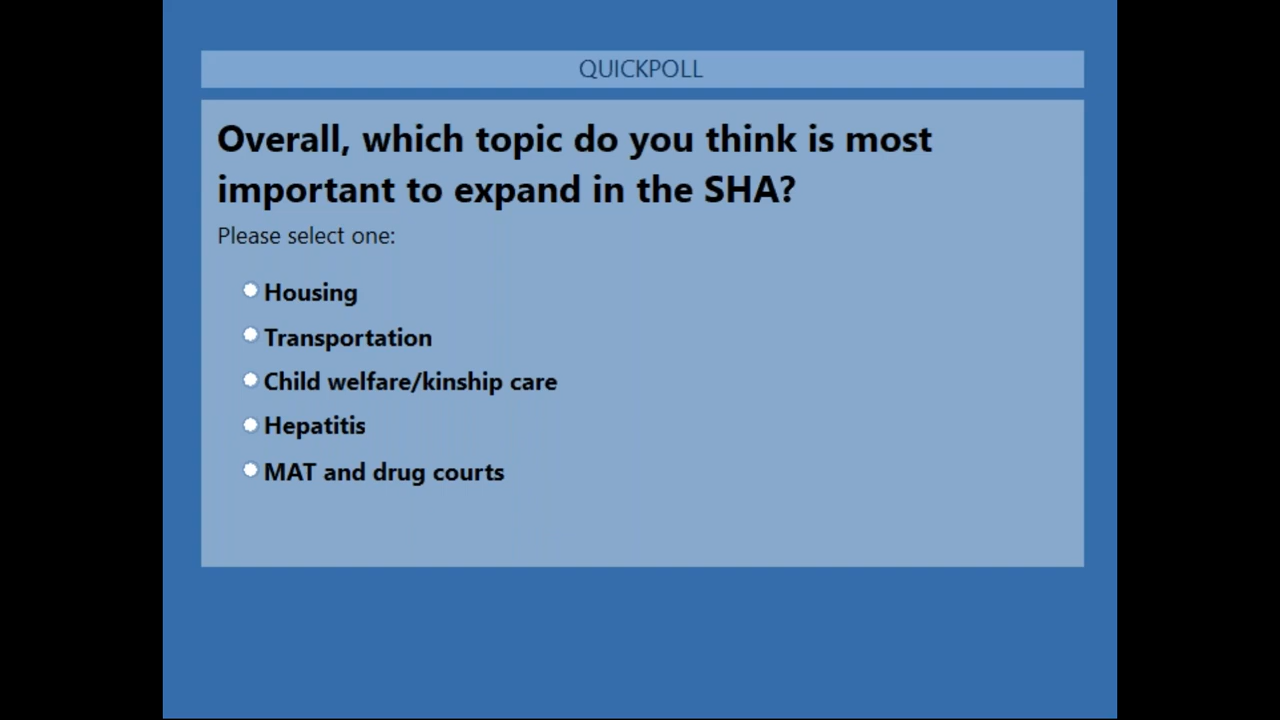 QUICKPOLL
Overall, which topic do you think is most
important to expand in the SHA?
Please select one:
Housing
Transportation
Child welfare/kinship care
Hepatitis
MAT and drug courts